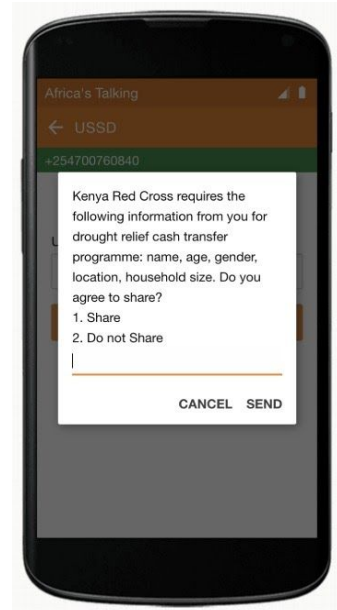 Africa's Talking
← USSD
+254700760840
Kenya Red Cross requires the
following information from you for
drought relief cash transfer
programme: name, age, gender,
location, household size. Do you
agree to share?
1. Share
2. Do not Share
U
CANCEL SEND